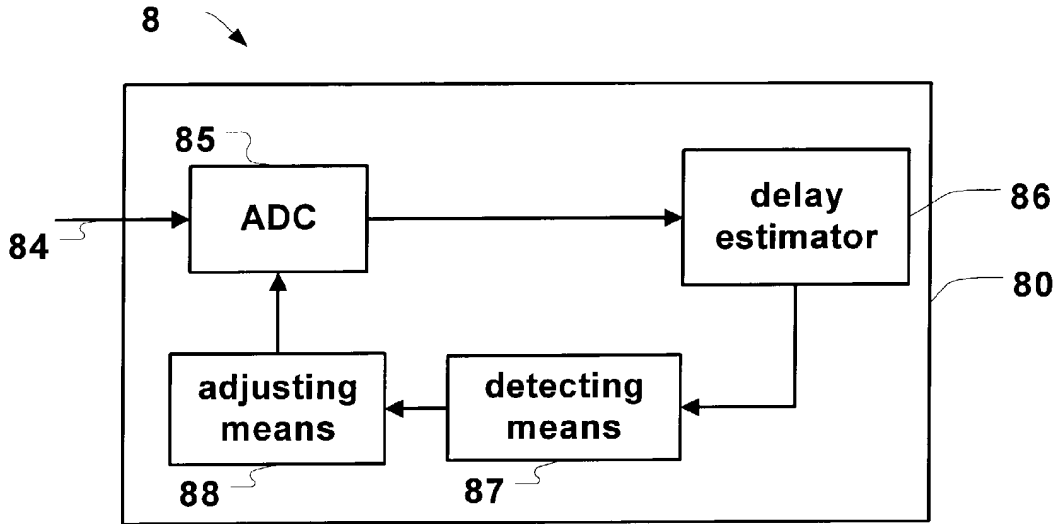 8
85
ADC
84
delay
estimator
86
80
adjusting
means
88
detecting
means
87